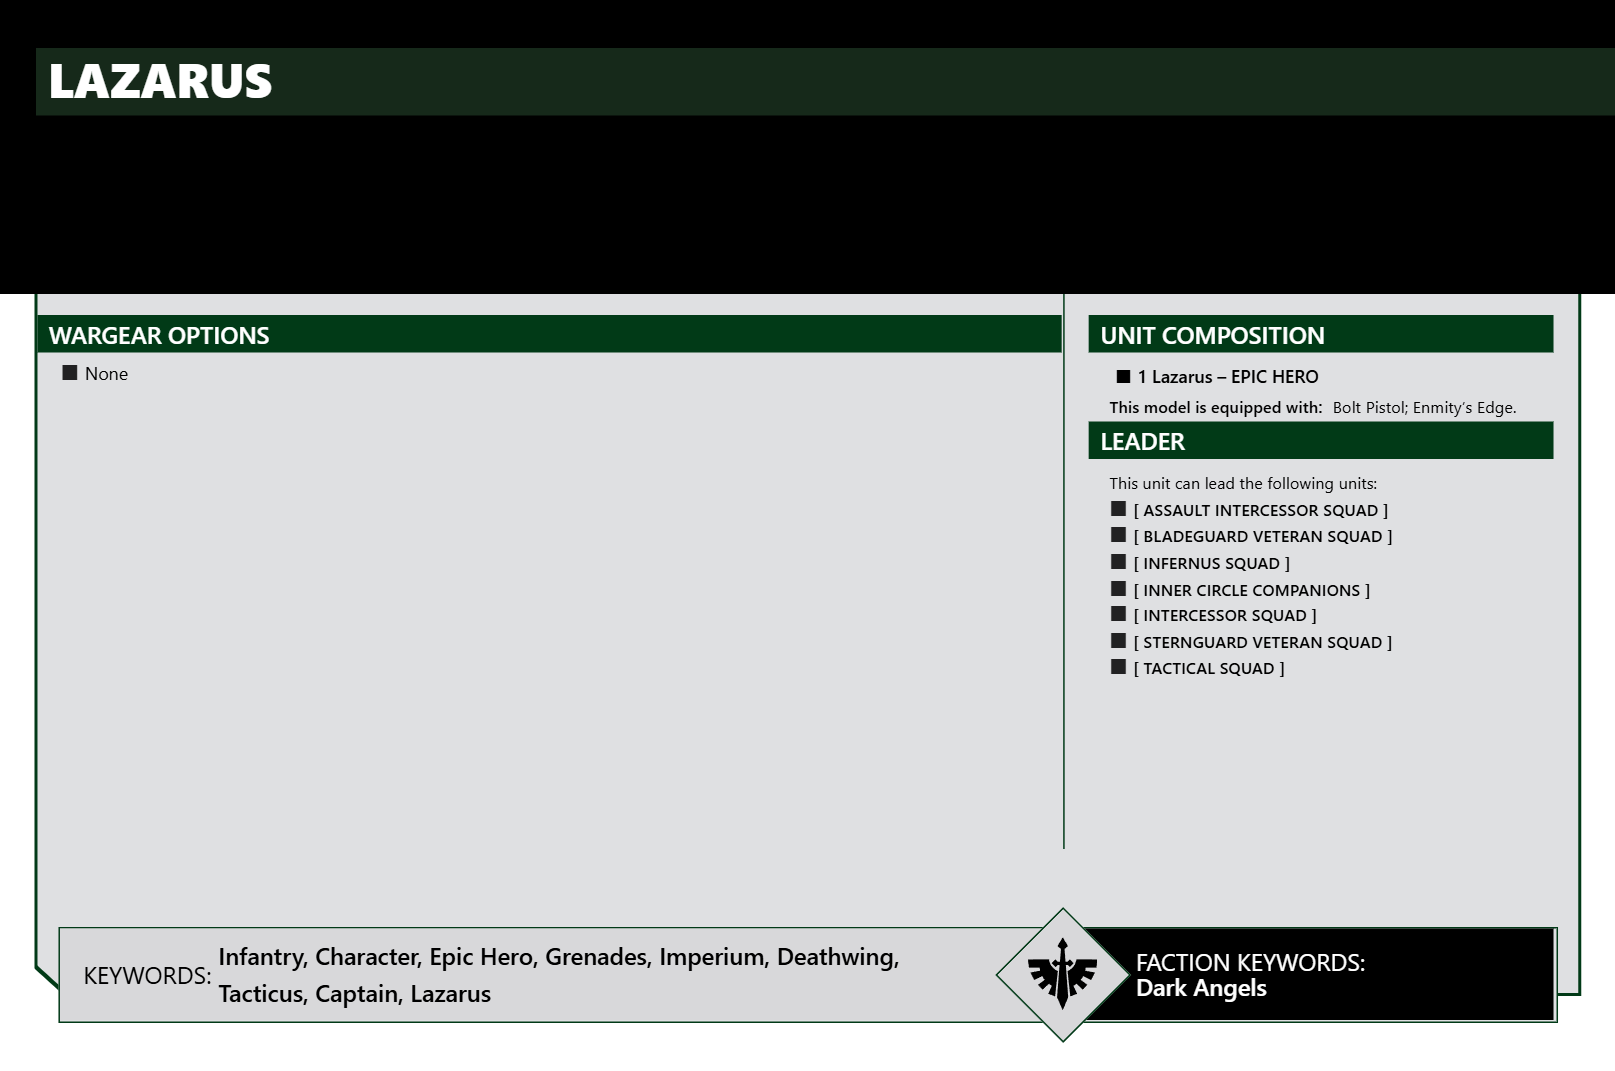 LAZARUS
WARGEAR OPTIONS
None
UNIT COMPOSITION
1 Lazarus – EPIC HERO
This model is equipped with: Bolt Pistol; Enmity‘s Edge.
LEADER
This unit can lead the following units:
[ ASSAULT INTERCESSOR SQUAD ]
[ BLADEGUARD VETERAN SQUAD ]
[ INFERNUS SQUAD ]
[ INNER CIRCLE COMPANIONS ]
[ INTERCESSOR SQUAD ]
[ STERNGUARD VETERAN SQUAD ]
[ TACTICAL SQUAD ]
KEYWORDS:
Infantry, Character, Epic Hero, Grenades, Imperium, Deathwing,
Tacticus, Captain, Lazarus
FACTION KEYWORDS:
Dark Angels